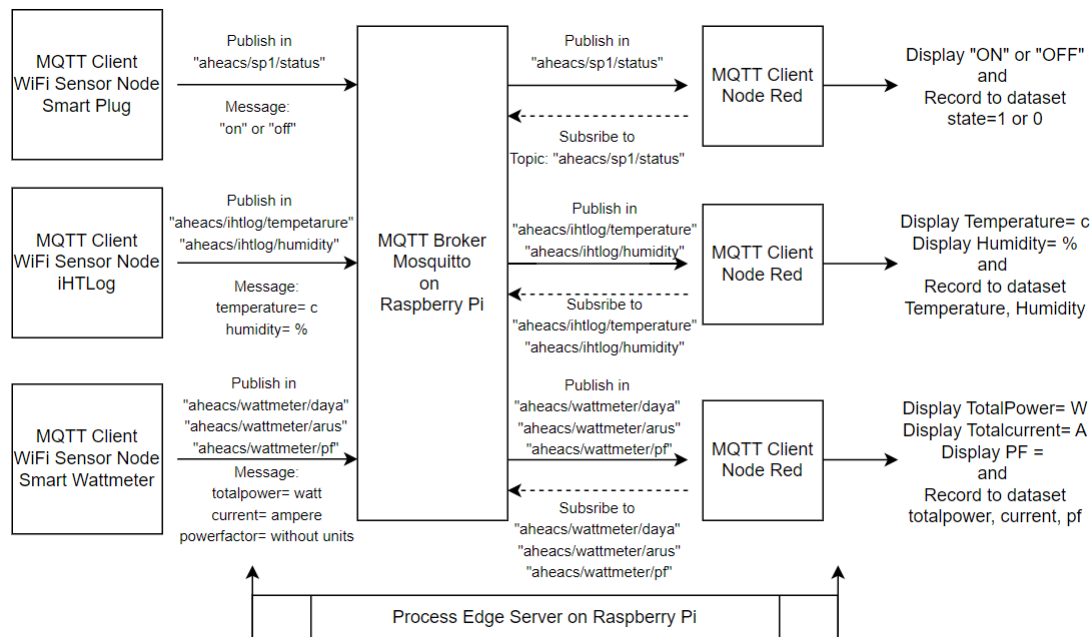 MQTT Client
WiFi Sensor Node
Smart Plug
Publish in
"aheacs/sp1/status"
Message:
"on" or "off"
Publish in
"aheacs/sp1/status"
Subsribe to
Topic: "aheacs/sp1/status"
MQTT Client
Node Red
Display "ON" or "OFF"
and
Record to dataset
state=1 or 0
MQTT Client
WiFi Sensor Node
iHTLog
Publish in
"aheacs/ihtlog/tempetarure"
"aheacs/ihtlog/humidity"
Message:
temperature= c
humidity= %
MQTT Broker
Mosquitto
on
Raspberry Pi
Publish in
"aheacs/ihtlog/temperature"
"aheacs/ihtlog/humidity"
Subsribe to
"aheacs/ihtlog/temperature"
"aheacs/ihtlog/humidity"
MQTT Client
Node Red
Display Temperature= c
Display Humidity= %
and
Record to dataset
Temperature, Humidity
MQTT Client
WiFi Sensor Node
Smart Wattmeter
Publish in
"aheacs/wattmeter/daya"
"aheacs/wattmeter/arus"
"aheacs/wattmeter/pf"
Message:
totalpower= watt
current= ampere
powerfactor= without units
Publish in
"aheacs/wattmeter/daya"
"aheacs/wattmeter/arus"
"aheacs/wattmeter/pf"
Subsribe to
"aheacs/wattmeter/daya"
"aheacs/wattmeter/arus"
"aheacs/wattmeter/pf"
MQTT Client
Node Red
Display TotalPower= W
Display Totalcurrent= A
Display PF =
and
Record to dataset
totalpower, current, pf
Process Edge Server on Raspberry Pi